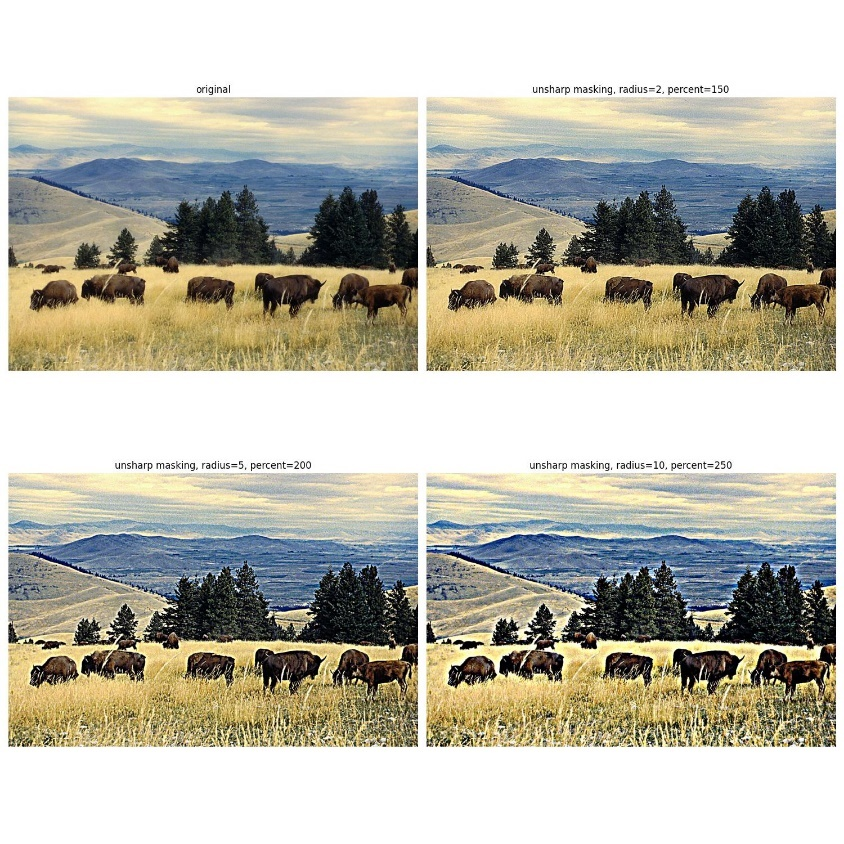 original
unsharp masking, radius=2, percent=150
unsharp masking, radius=5, percent=200
unsharp masking, radius=10, percent=250